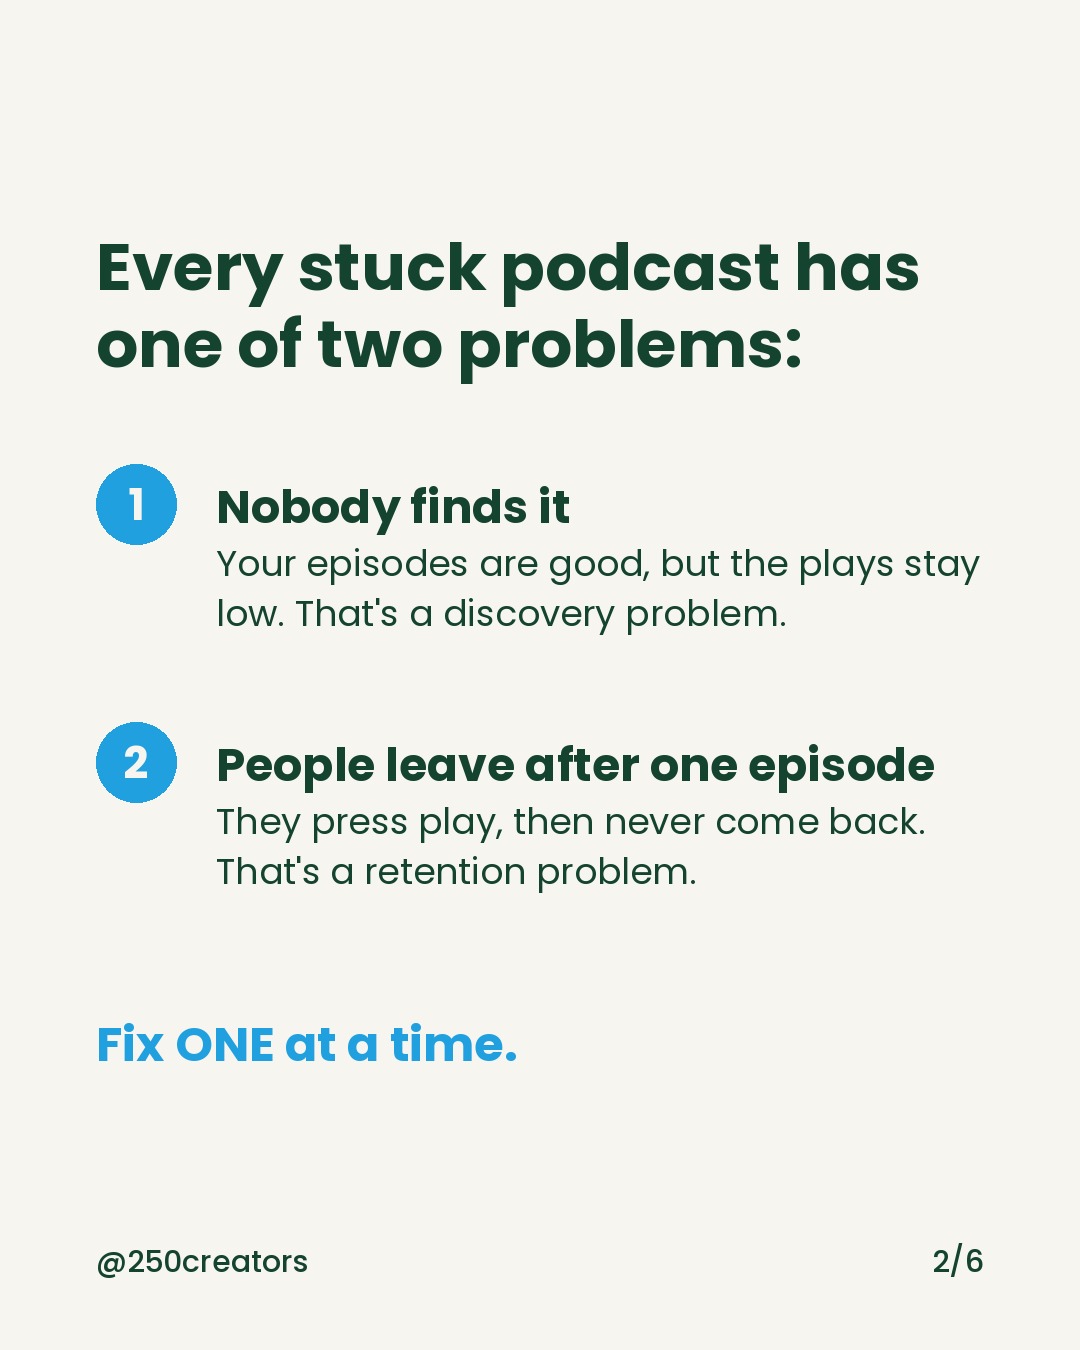 Every stuck podcast has
one of two problems:
1
Nobody finds it
Your episodes are good, but the plays stay
low. That's a discovery problem.
2
People leave after one episode
They press play, then never come back.
That's a retention problem.
Fix ONE at a time.
@250creators
2/6